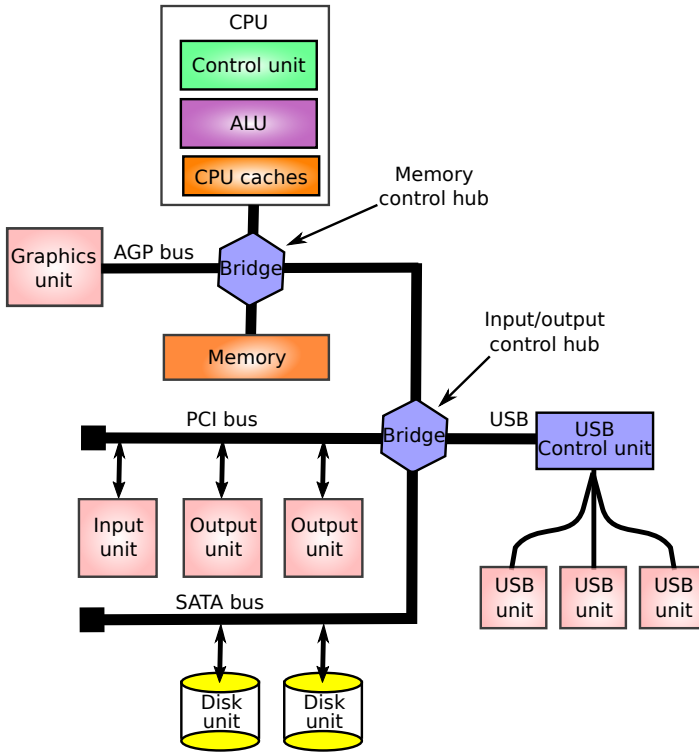 CPU
Control unit
ALU
CPU caches
Memory
control hub
Graphics
unit
AGP bus
Bridge
Memory
Input/output
control hub
PCI bus
Bridge
USB
USB
Control unit
Input
unit
Output
unit
Output
unit
USB
unit
USB
unit
USB
unit
SATA bus
Disk
unit
Disk
unit